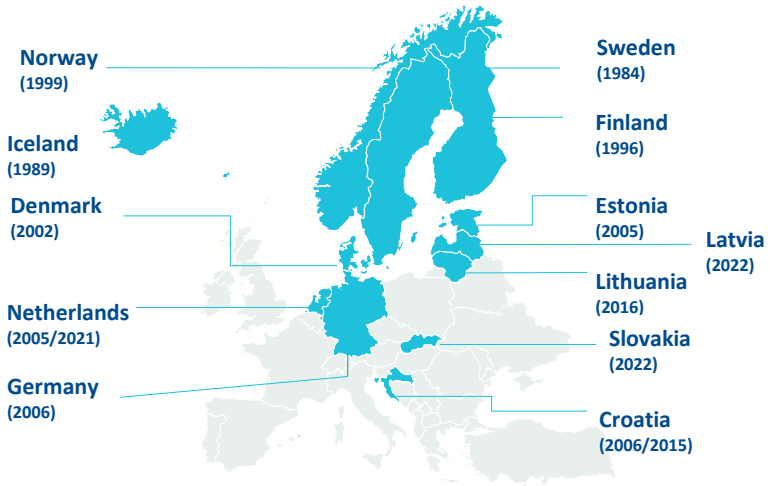 Norway
(1999)
Sweden
(1984)
Iceland
(1989)
Finland
(1996)
Denmark
(2002)
Estonia
(2005)
Latvia
(2022)
Netherlands
(2005/2021)
Lithuania
(2016)
Slovakia
(2022)
Germany
(2006)
Croatia
(2006/2015)